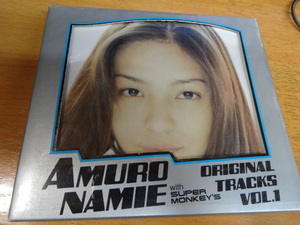 AMURO
NAMIE
with
SUPER
MONKEY'S
ORIGINAL
TRACKS
VOL.1